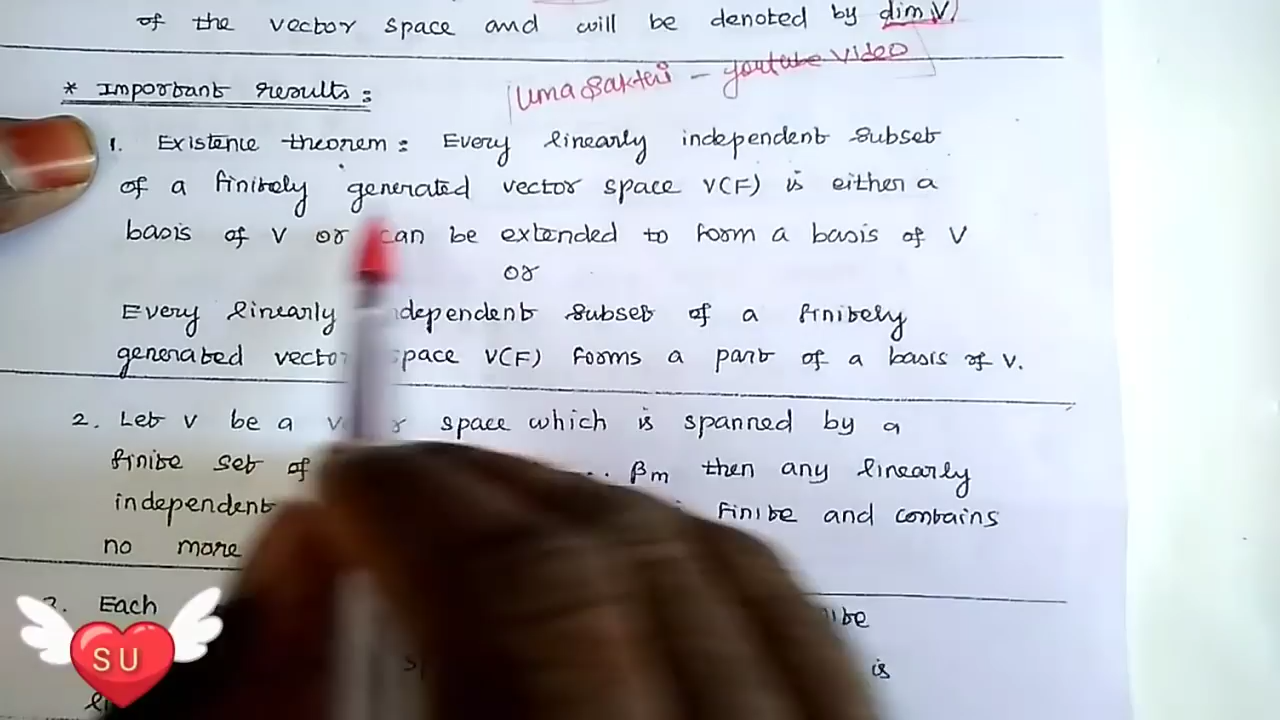 of the vector space and will be denoted by dim V)
Uma Sakthi - youtube video
* Important results:
1. Existence theorem: Every linearly independent subset
of a finitely generated vector space V(F) is either a
basis of V or can be extended to form a basis of V
or
Every linearly independent subset of a finitely
generated vector space V(F) forms a part of a basis of V.
2. Let V be a space which is spanned by a
finite set of .. βm then any linearly
independent finite and contains
no more
3. Each
is
SU